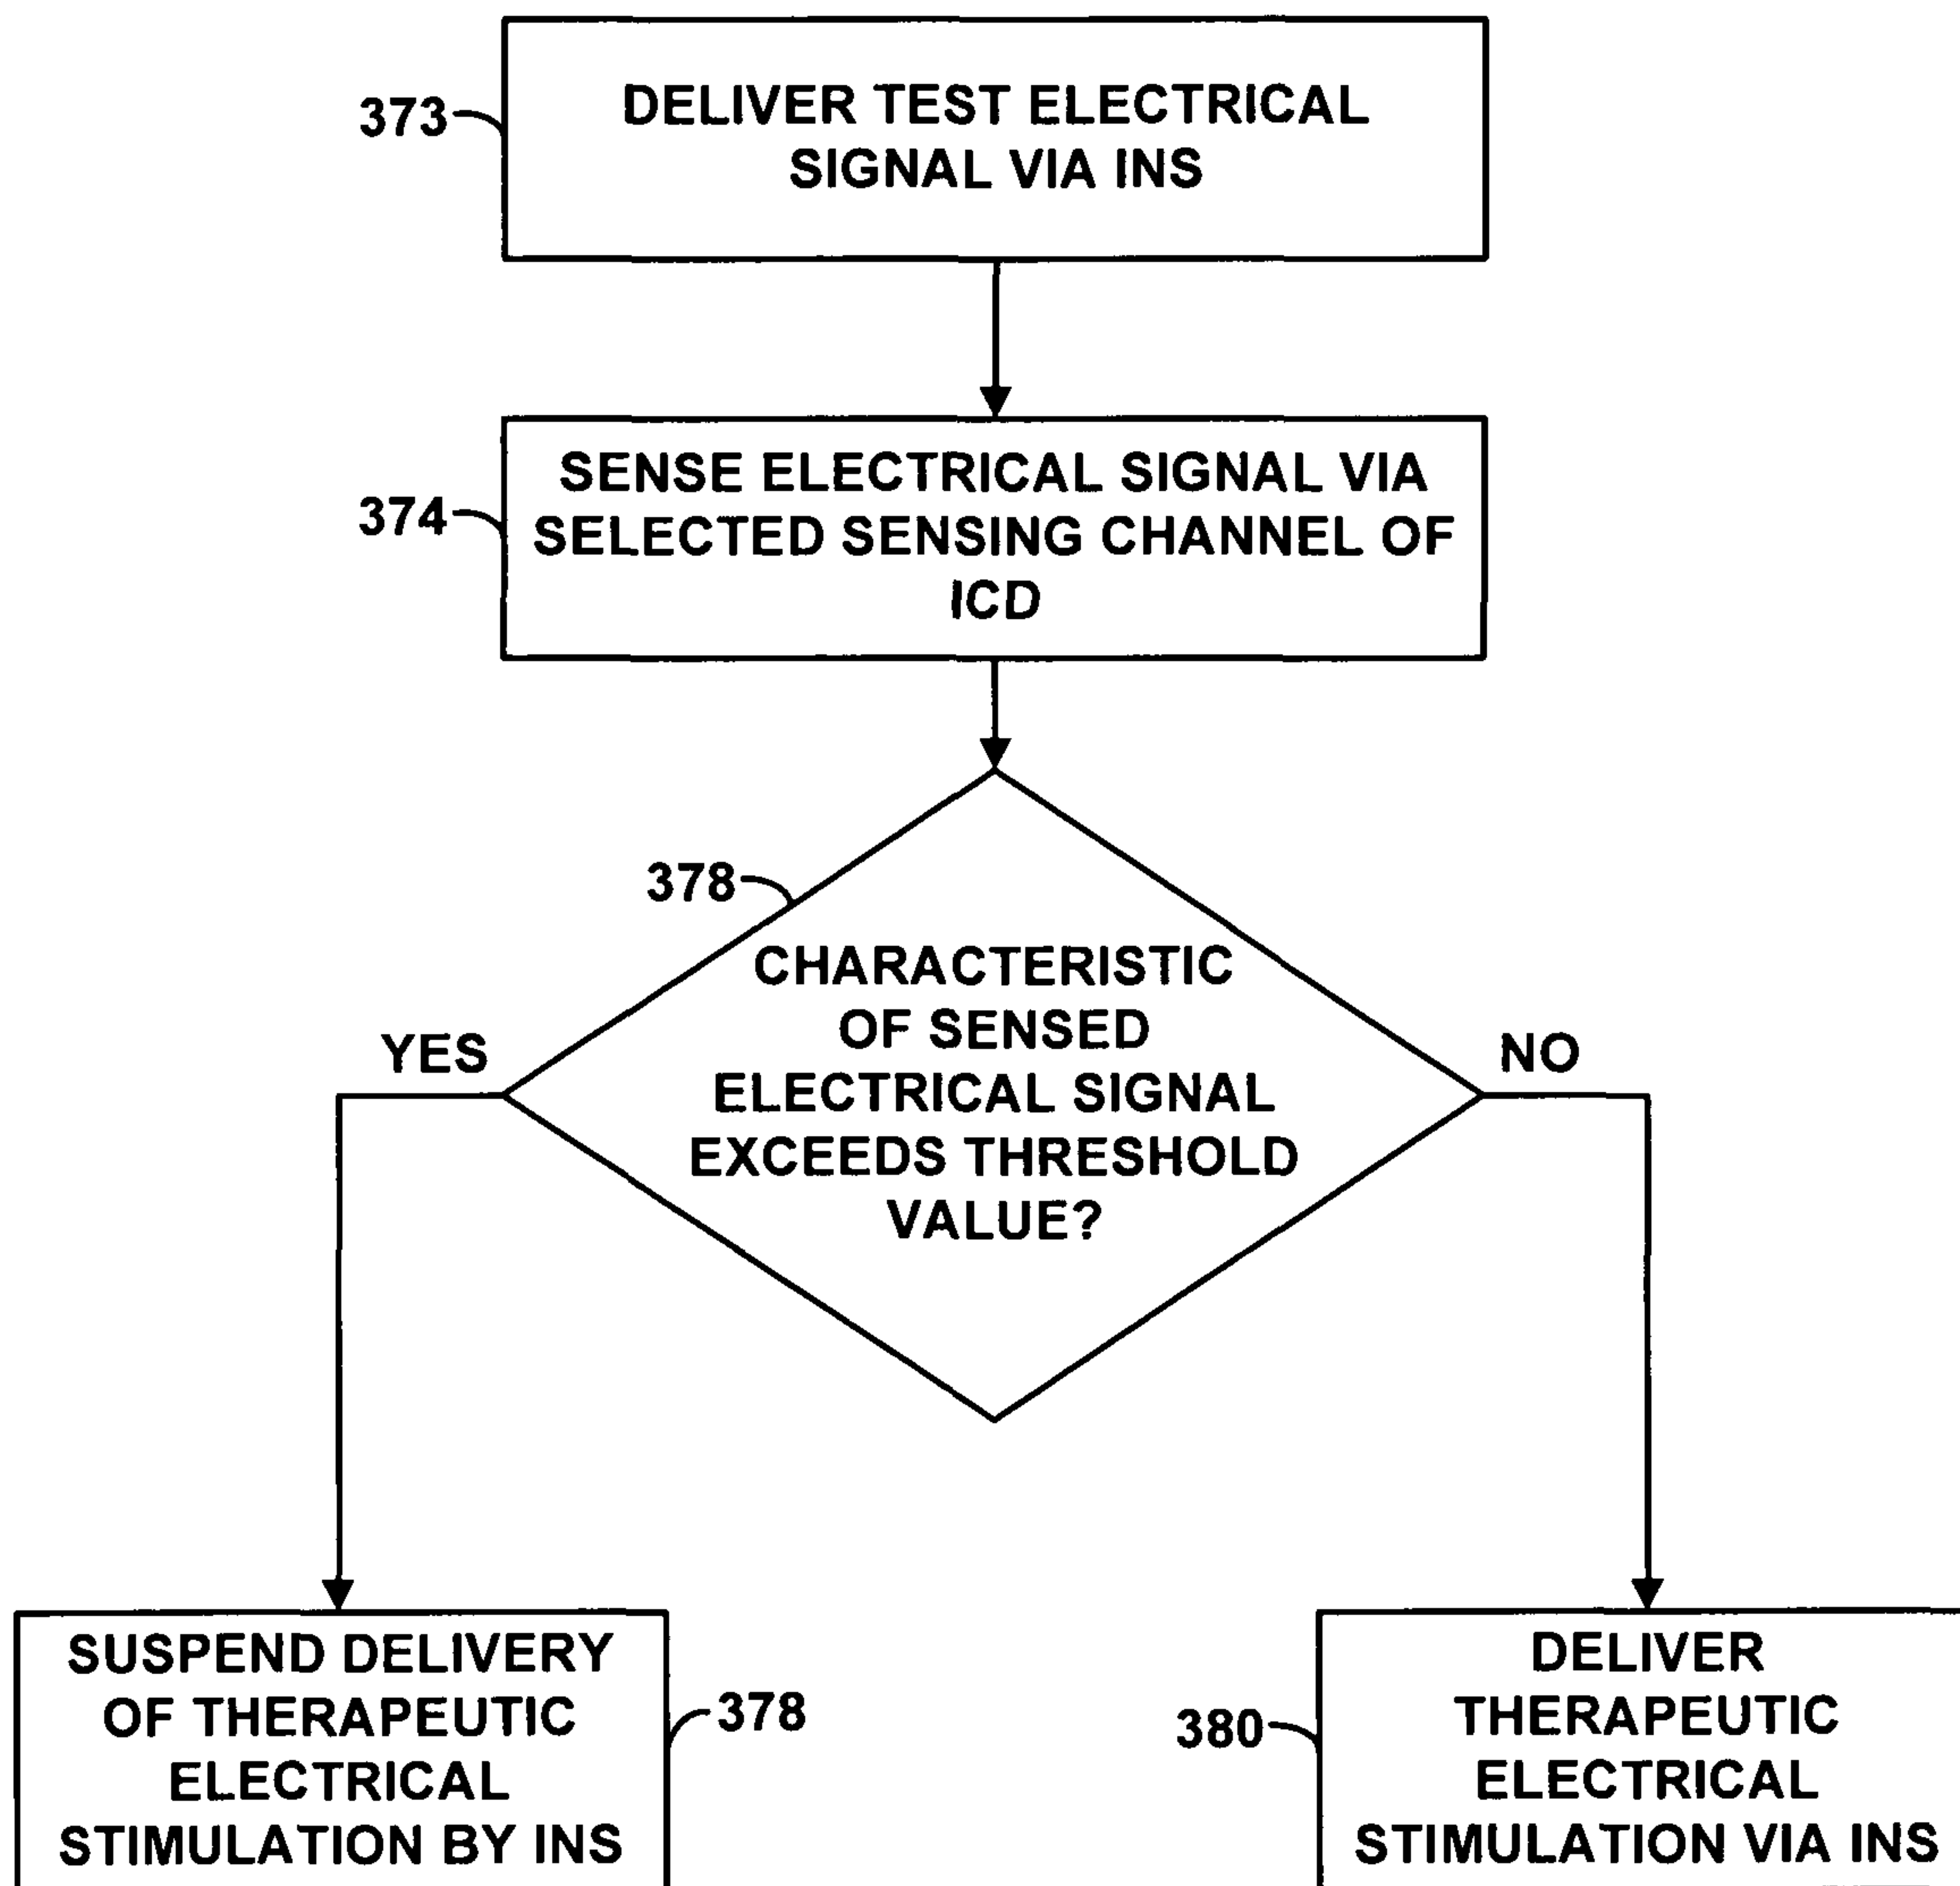 373
DELIVER TEST ELECTRICAL
SIGNAL VIA INS
374
SENSE ELECTRICAL SIGNAL VIA
SELECTED SENSING CHANNEL OF
ICD
378
CHARACTERISTIC
OF SENSED
ELECTRICAL SIGNAL
EXCEEDS THRESHOLD
VALUE?
YES
NO
SUSPEND DELIVERY
OF THERAPEUTIC
ELECTRICAL
STIMULATION BY INS
378
380
DELIVER
THERAPEUTIC
ELECTRICAL
STIMULATION VIA INS